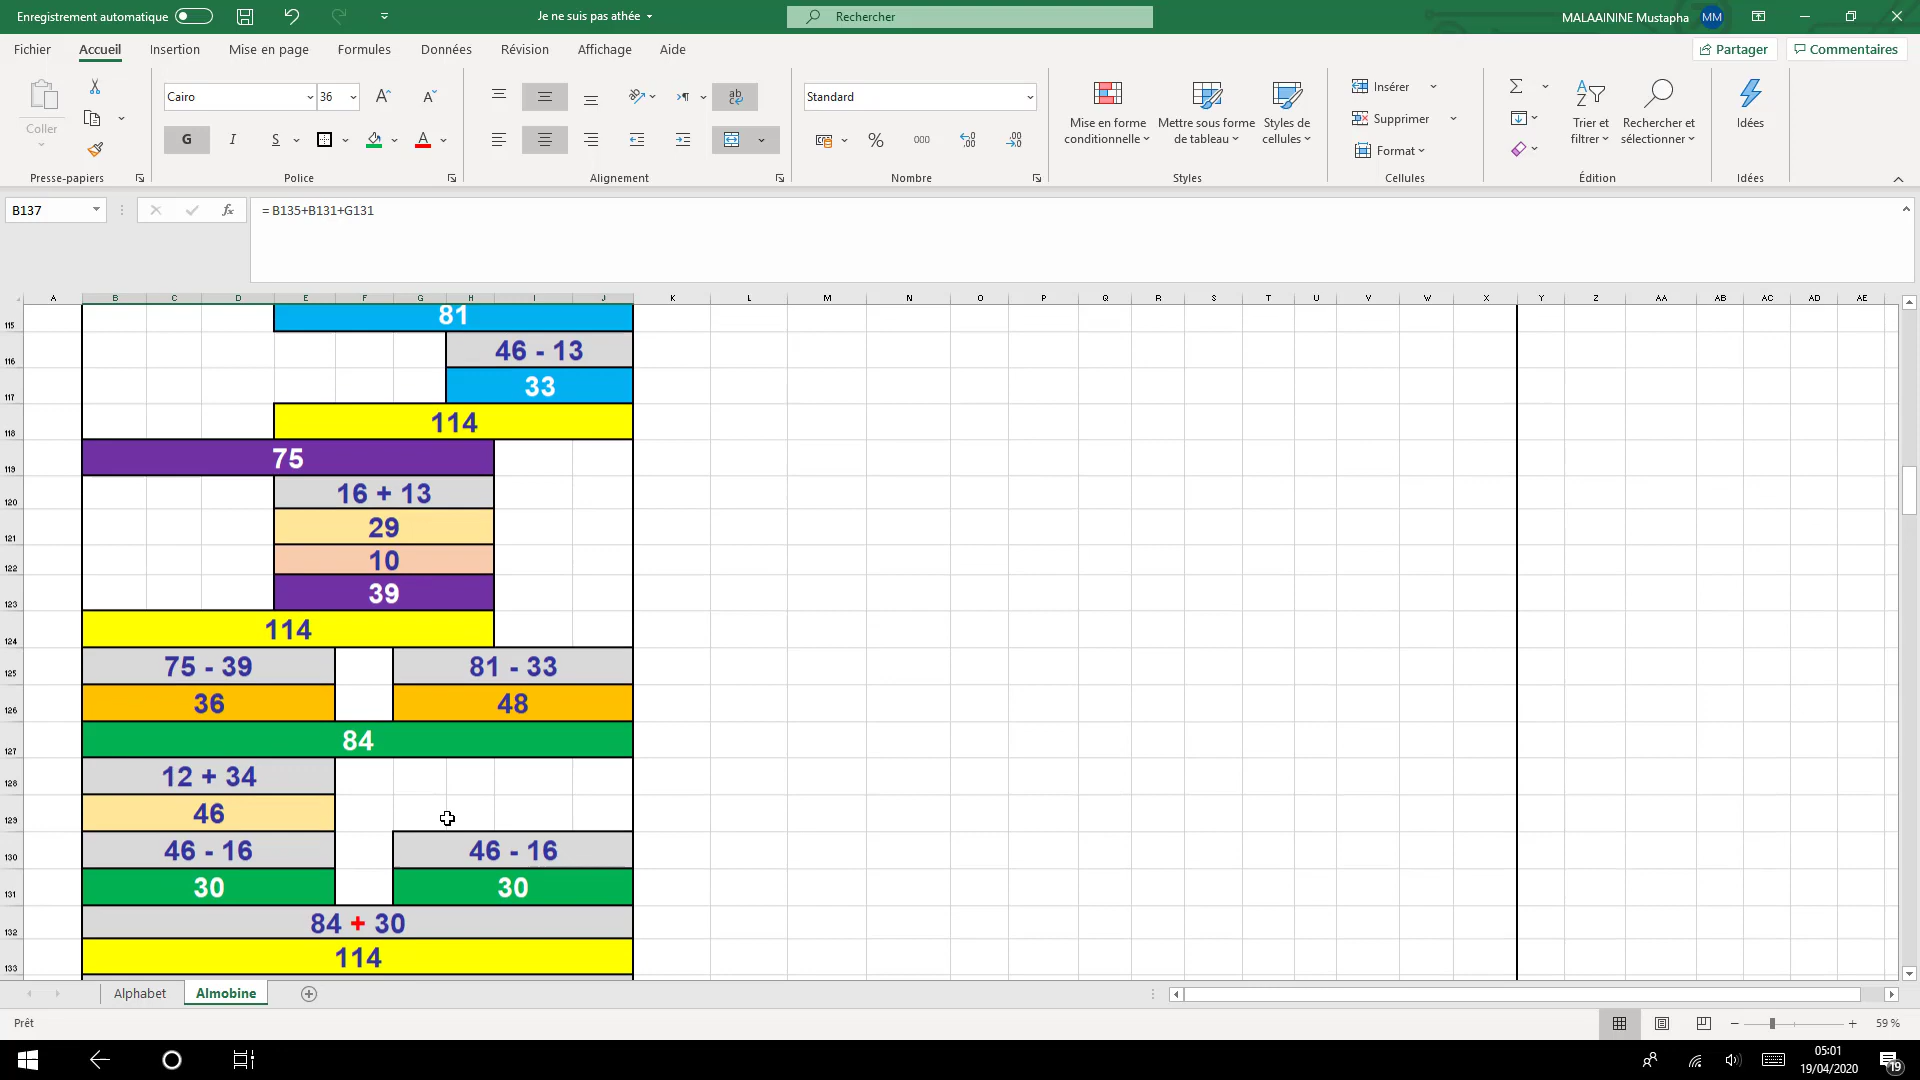 Enregistrement automatique
Je ne suis pas athée
Rechercher
MALAAININE Mustapha MM
Fichier Accueil Insertion Mise en page Formules Données Révision Affichage Aide
Partager Commentaires
Coller
Presse-papiers
Cairo 36
G I S A
Police
ab
Alignement
Standard
% 000
Nombre
Mise en forme conditionnelle
Mettre sous forme de tableau
Styles de cellules
Styles
Insérer
Supprimer
Format
Cellules
Trier et filtrer
Rechercher et sélectionner
Édition
Idées
Idées
B137 fx = B135+B131+G131
A B C D E F G H I J K L M N O P Q R S T U V W X Y Z AA AB AC AD AE
115 81
116 46 - 13
117 33
118 114
119 75
120 16 + 13
121 29
122 10
123 39
124 114
125 75 - 39 81 - 33
126 36 48
127 84
128 12 + 34
129 46
130 46 - 16 46 - 16
131 30 30
132 84 + 30
133 114
Alphabet Almobine
Prêt
59 %
05:01
19/04/2020
19